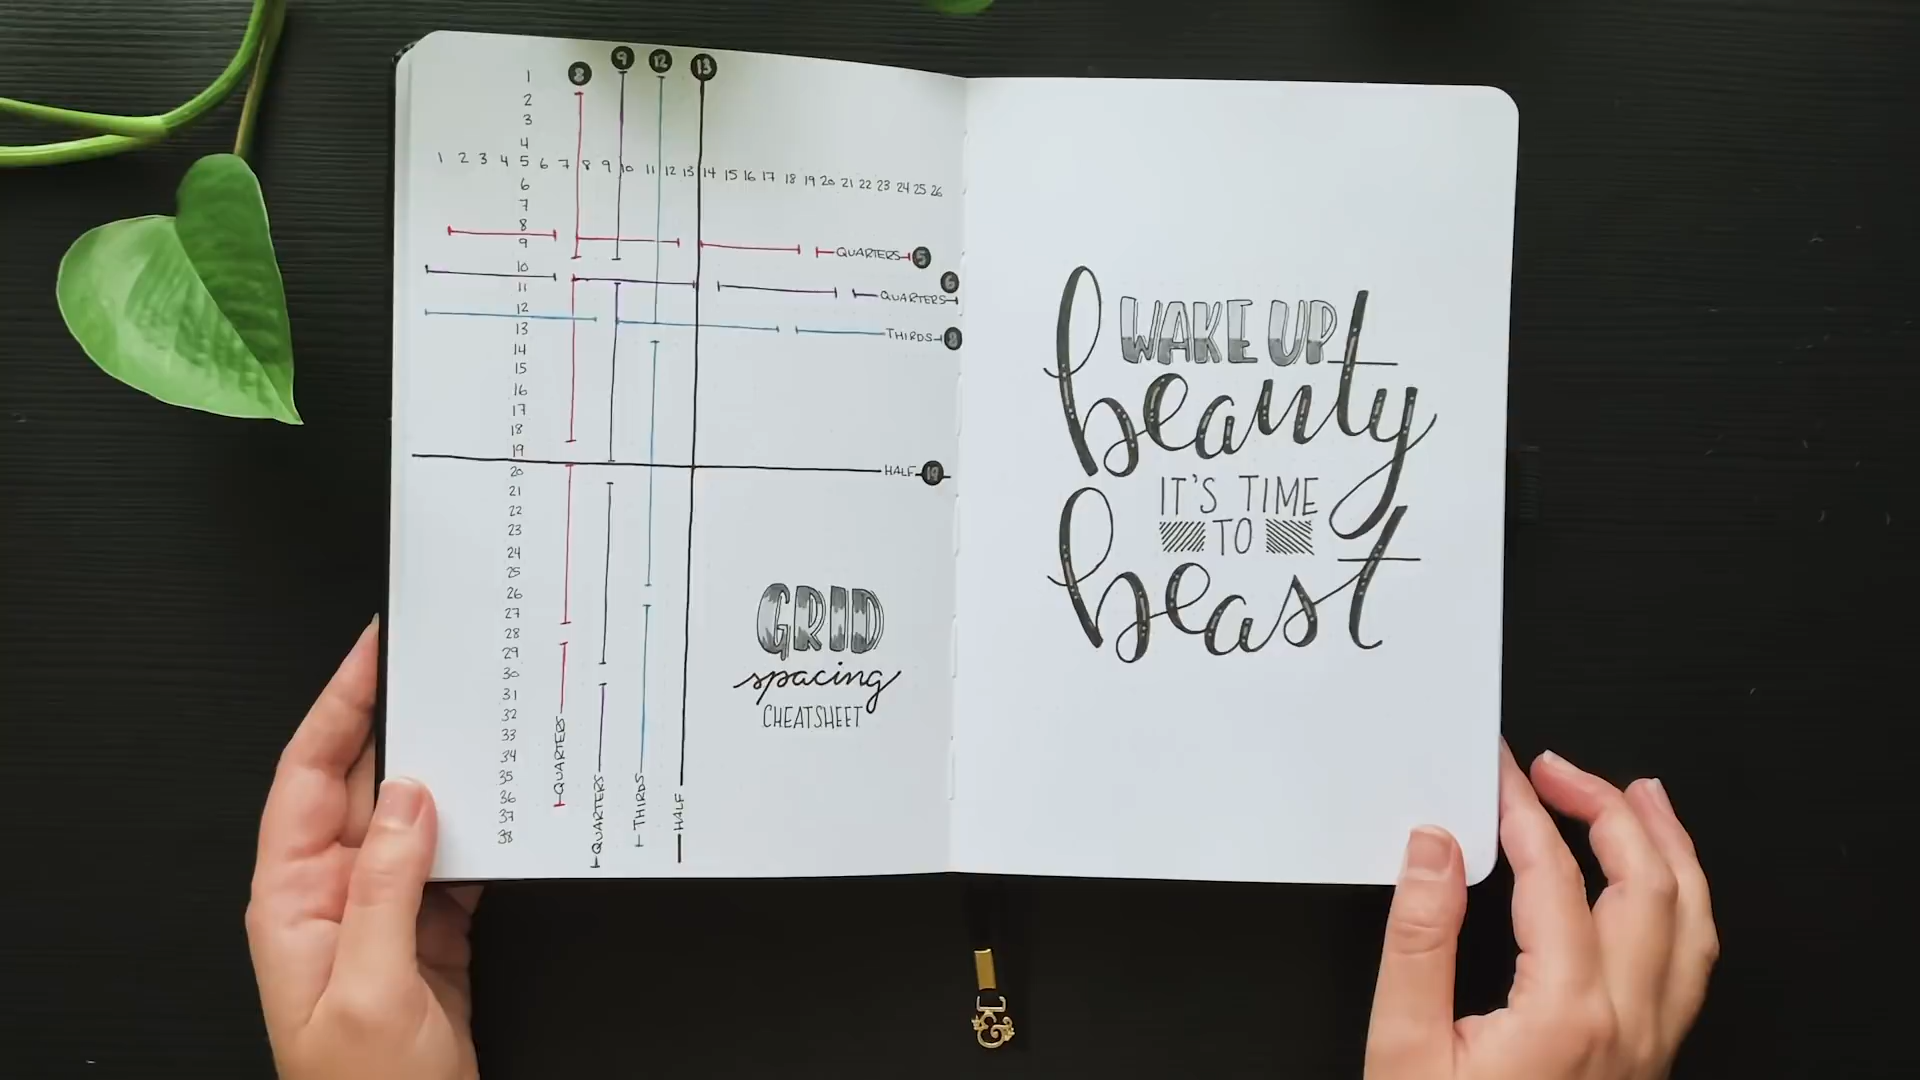 8 9 12 13
1
2
3
4
1 2 3 4 5 6 7 8 9 10 11 12 13 14 15 16 17 18 19 20 21 22 23 24 25 26
6
7
8
9
QUARTERS 5
10
6
11
QUARTERS
12
13
THIRDS 8
14
15
16
17
18
19
20
HALF 19
21
22
23
24
25
26
27
28
29
30
31
32
33
34
35
36
37
38
QUARTERS
QUARTERS
THIRDS
HALF
GRID
spacing
CHEATSHEET
WAKE UP
beauty
IT'S TIME
TO
beast